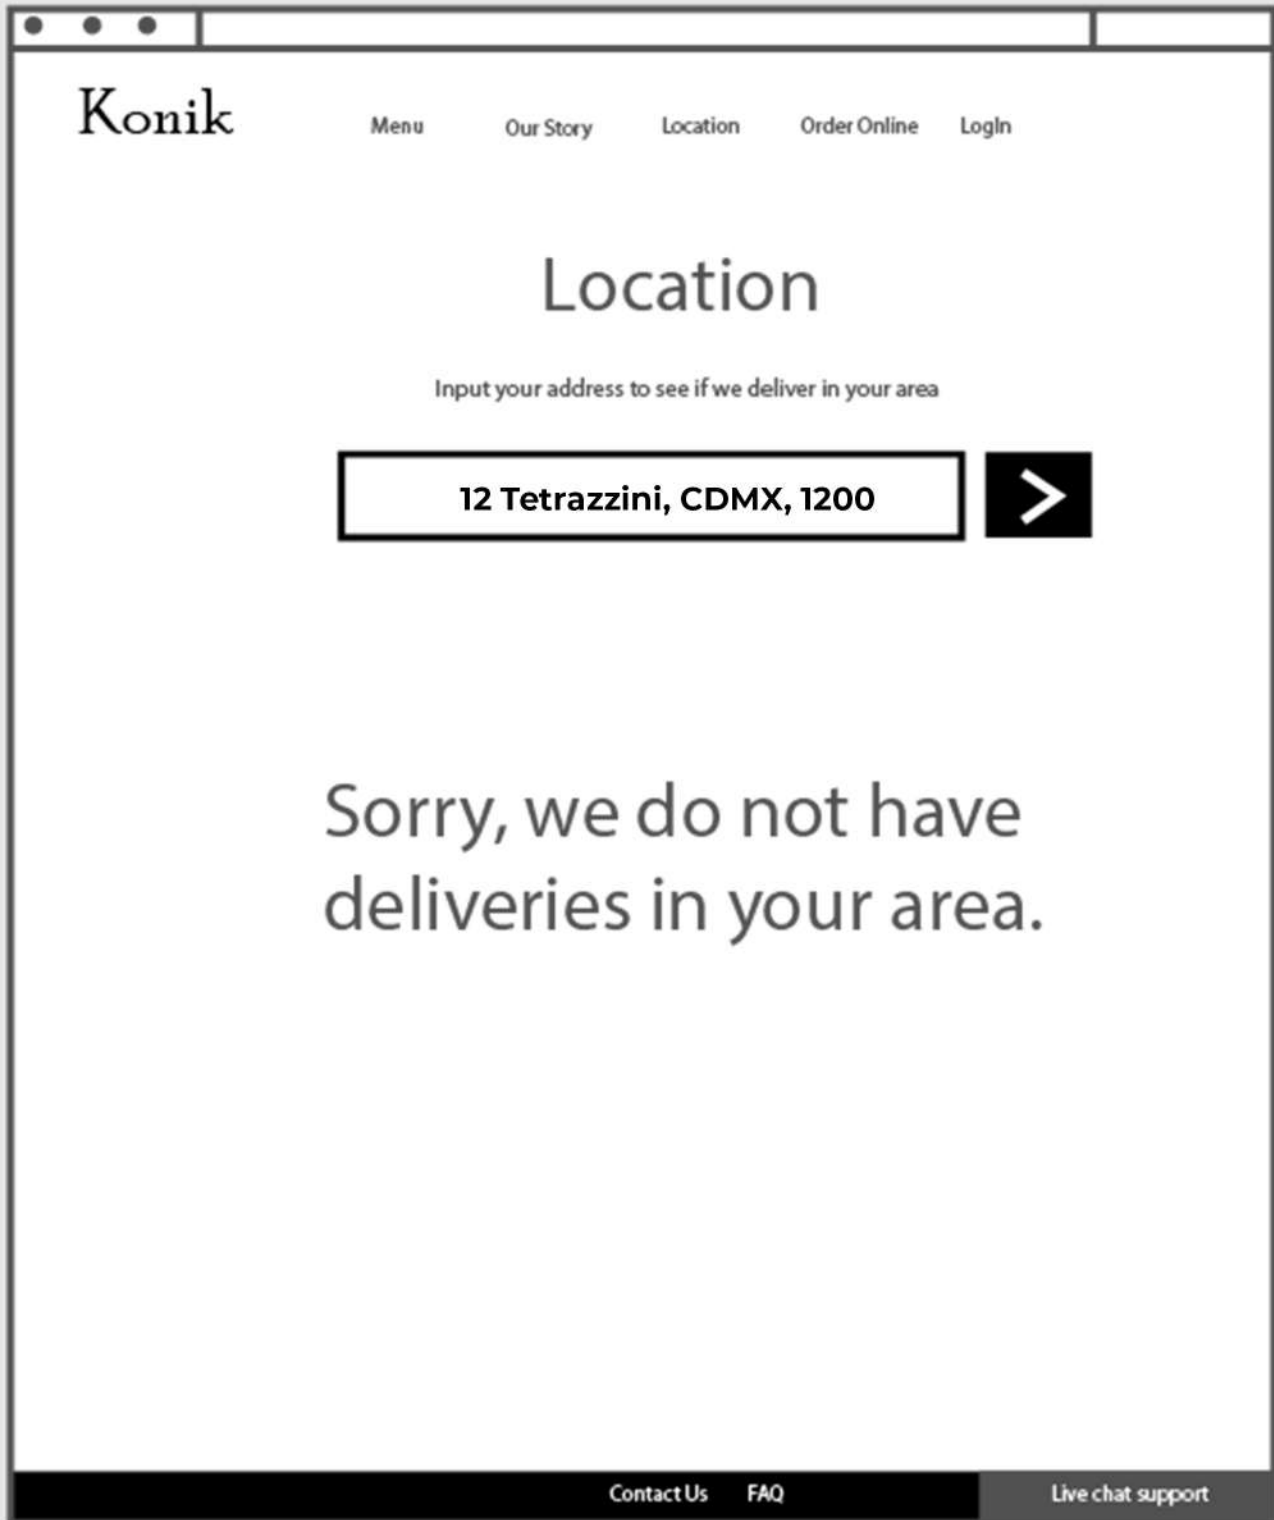 Konik
Menu Our Story Location Order Online LogIn
Location
Input your address to see if we deliver in your area
12 Tetrazzini, CDMX, 1200
Sorry, we do not have
deliveries in your area.
Contact Us FAQ Live chat support